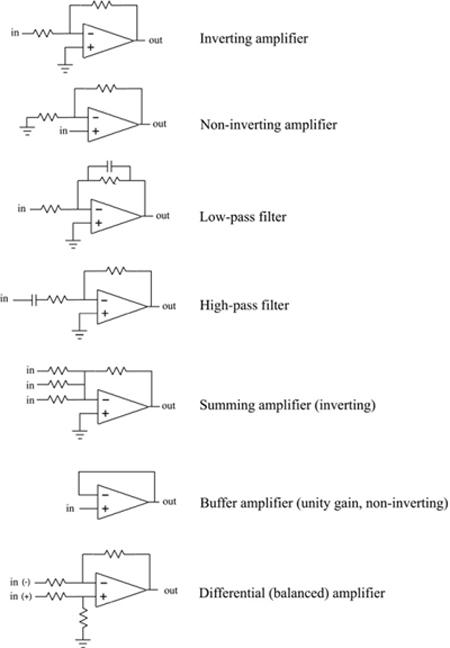 in
−
+
out
Inverting amplifier
−
in
+
out
Non-inverting amplifier
in
−
+
out
Low-pass filter
in
−
+
out
High-pass filter
in
in
in
−
+
out
Summing amplifier (inverting)
−
in
+
out
Buffer amplifier (unity gain, non-inverting)
in (-)
in (+)
−
+
out
Differential (balanced) amplifier